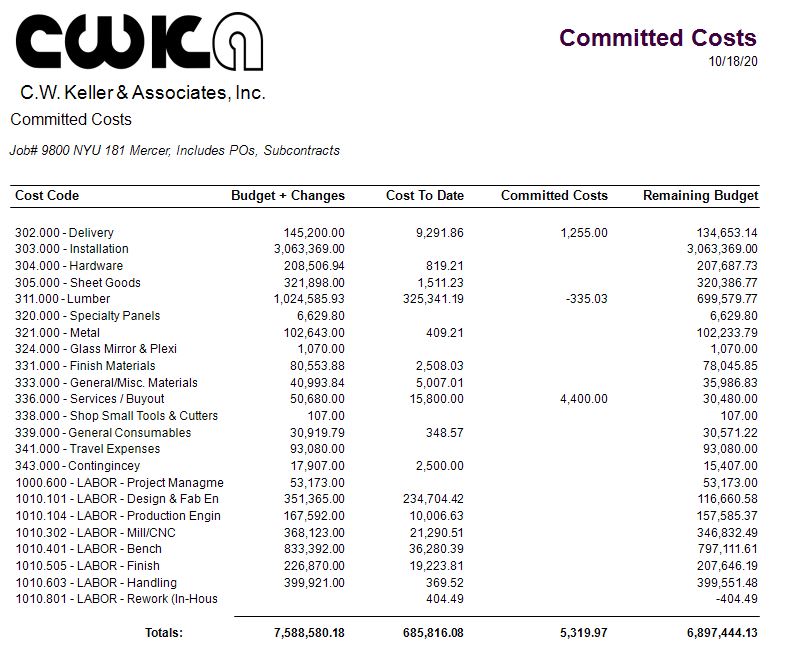 CWKA
C.W. Keller & Associates, Inc.
Committed Costs
10/18/20
Committed Costs
Job# 9800 NYU 181 Mercer, Includes POs, Subcontracts
Cost Code Budget + Changes Cost To Date Committed Costs Remaining Budget
302.000 - Delivery 145,200.00 9,291.86 1,255.00 134,653.14
303.000 - Installation 3,063,369.00 3,063,369.00
304.000 - Hardware 208,506.94 819.21 207,687.73
305.000 - Sheet Goods 321,898.00 1,511.23 320,386.77
311.000 - Lumber 1,024,585.93 325,341.19 -335.03 699,579.77
320.000 - Specialty Panels 6,629.80 6,629.80
321.000 - Metal 102,643.00 409.21 102,233.79
324.000 - Glass Mirror & Plexi 1,070.00 1,070.00
331.000 - Finish Materials 80,553.88 2,508.03 78,045.85
333.000 - General/Misc. Materials 40,993.84 5,007.01 35,986.83
336.000 - Services / Buyout 50,680.00 15,800.00 4,400.00 30,480.00
338.000 - Shop Small Tools & Cutters 107.00 107.00
339.000 - General Consumables 30,919.79 348.57 30,571.22
341.000 - Travel Expenses 93,080.00 93,080.00
343.000 - Contingincey 17,907.00 2,500.00 15,407.00
1000.600 - LABOR - Project Managme 53,173.00 53,173.00
1010.101 - LABOR - Design & Fab En 351,365.00 234,704.42 116,660.58
1010.104 - LABOR - Production Engin 167,592.00 10,006.63 157,585.37
1010.302 - LABOR - Mill/CNC 368,123.00 21,290.51 346,832.49
1010.401 - LABOR - Bench 833,392.00 36,280.39 797,111.61
1010.505 - LABOR - Finish 226,870.00 19,223.81 207,646.19
1010.603 - LABOR - Handling 399,921.00 369.52 399,551.48
1010.801 - LABOR - Rework (In-Hous 404.49 -404.49
Totals: 7,588,580.18 685,816.08 5,319.97 6,897,444.13